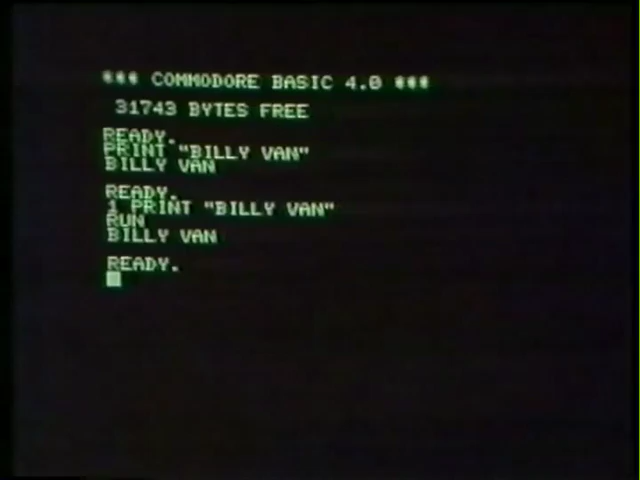 *** COMMODORE BASIC 4.0 ***
31743 BYTES FREE
READY.
PRINT "BILLY VAN"
BILLY VAN
READY.
1 PRINT "BILLY VAN"
RUN
BILLY VAN
READY.